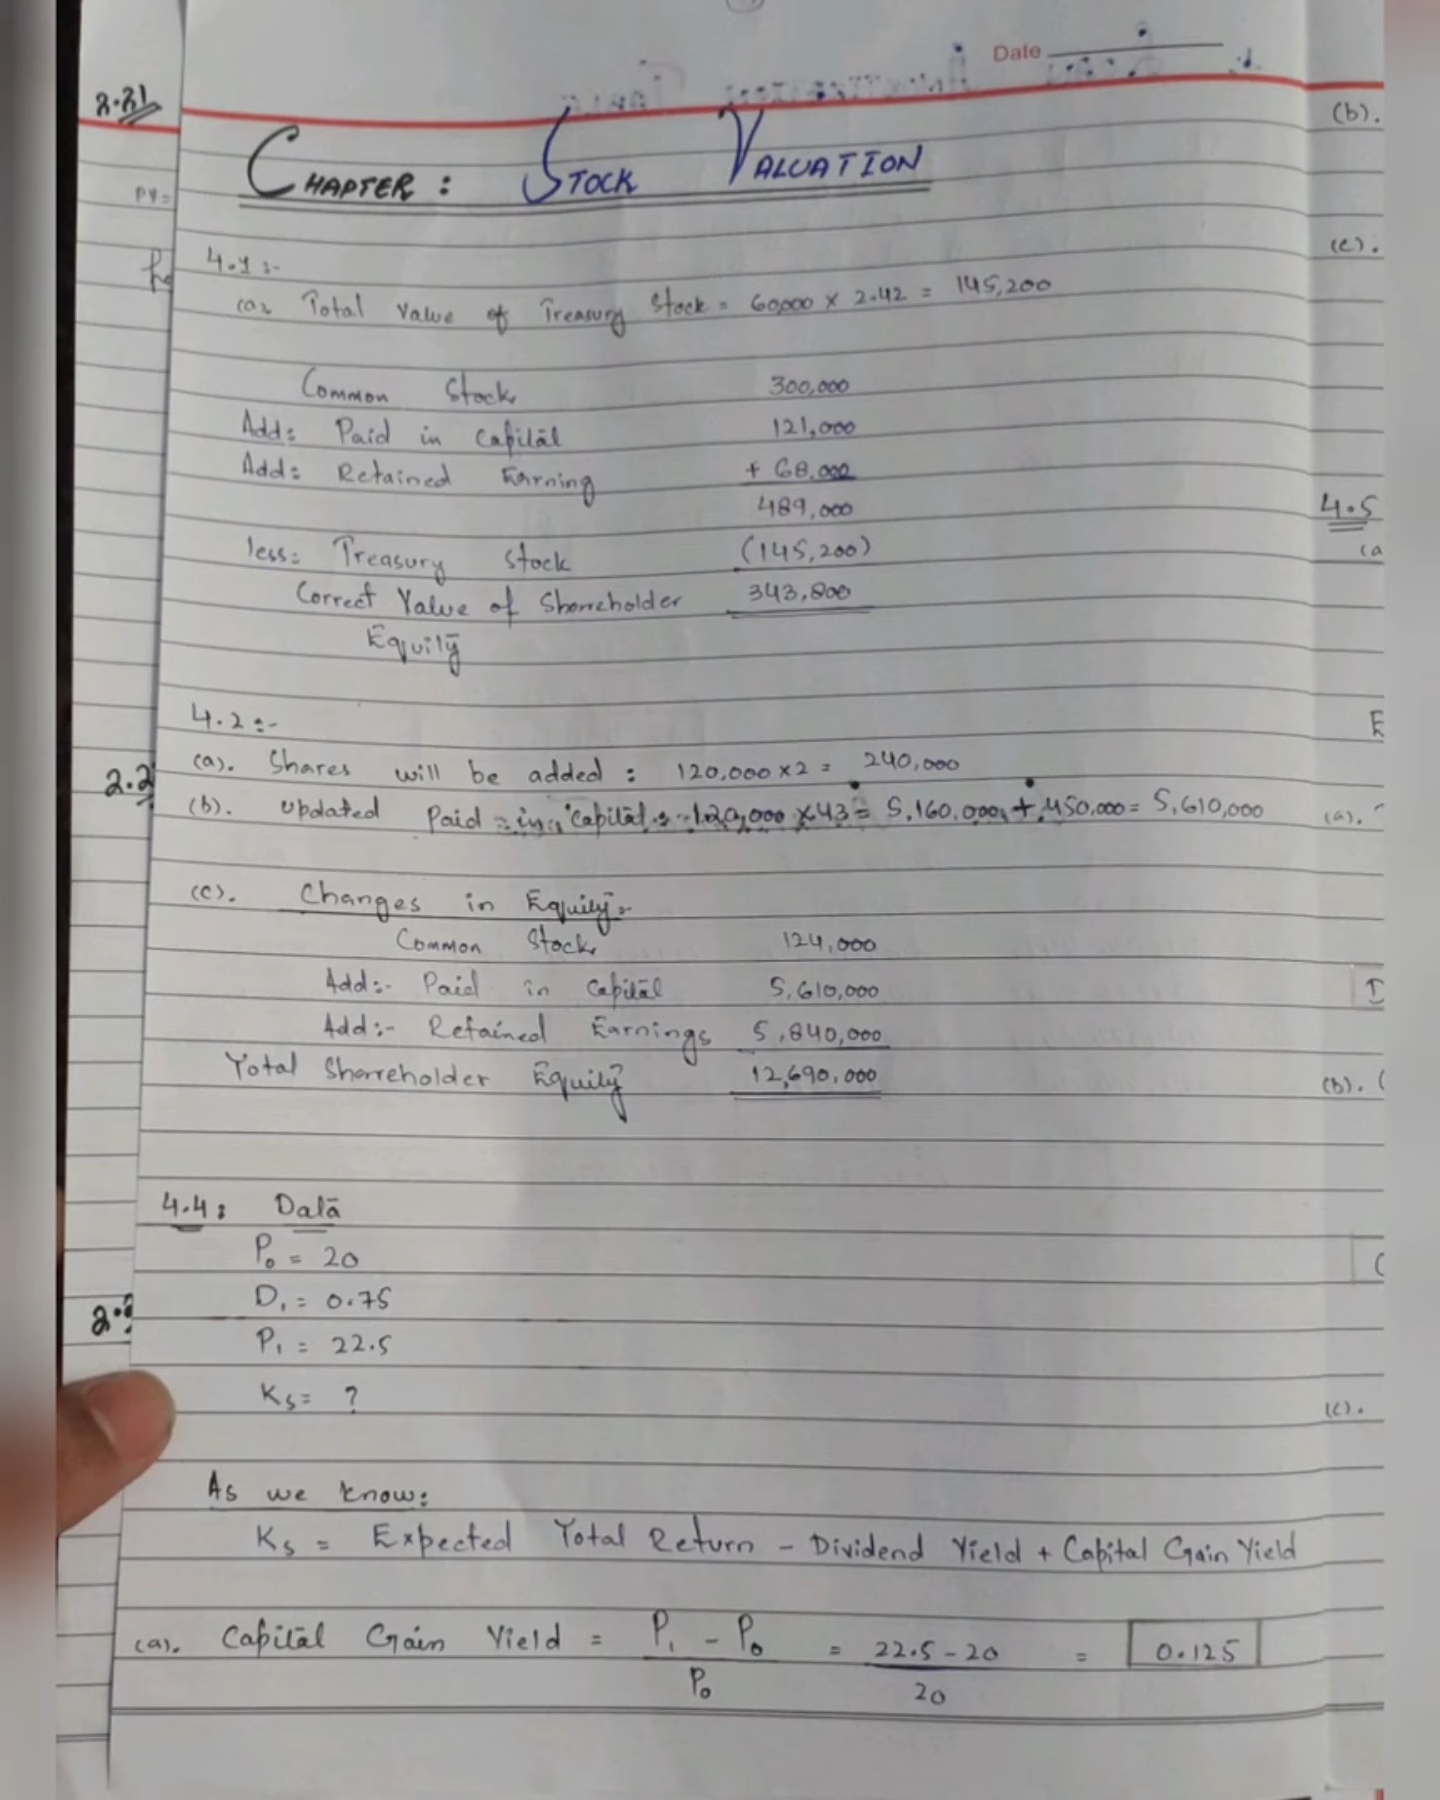 Date
2.21
(b).
CHAPTER : STOCK VALUATION
PV=
(c).
4.1 :-
(a) Total Value of Treasury Stock = 60,000 x 2.42 = 145,200
Common Stock 300,000
Add: Paid in Capital 121,000
Add: Retained Earning + 68,000
489,000
4.5
less: Treasury Stock (145,200)
(a
Correct Value of Shareholder 343,800
Equity
4.2 :-
(a). Shares will be added : 120,000 x 2 = 240,000
2.2
(b). Updated Paid - in Capital = 120,000 x 43 = 5,160,000 + 450,000 = 5,610,000
(a).
(c). Changes in Equity:-
Common Stock 124,000
Add:- Paid in Capital 5,610,000
Add:- Retained Earnings 5,840,000
Total Shareholder Equity 12,690,000
(b).
4.4: Data
P₀ = 20
D₁ = 0.75
P₁ = 22.5
Ks = ?
(c).
As we know:
Ks = Expected Total Return - Dividend Yield + Capital Gain Yield
(a). Capital Gain Yield = P₁ - P₀ = 22.5 - 20 = 0.125
P₀ 20